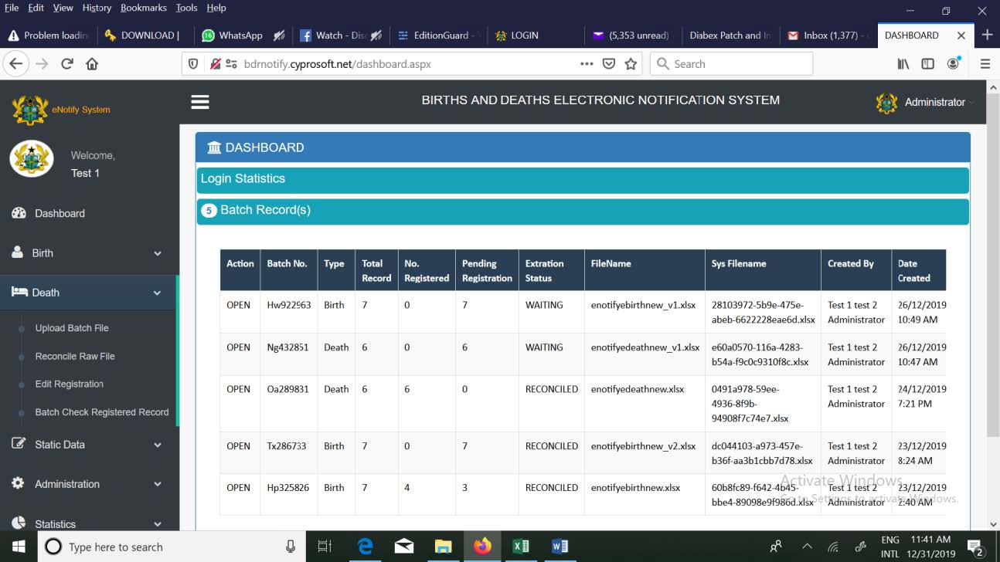 File Edit View History Bookmarks Tools Help
Problem loadin DOWNLOAD | WhatsApp Watch - Disc EditionGuard - LOGIN (5,353 unread) Diabex Patch and In Inbox (1,377) - DASHBOARD
bdrnotify.cyprosoft.net/dashboard.aspx Search
eNotify System BIRTHS AND DEATHS ELECTRONIC NOTIFICATION SYSTEM Administrator
Welcome,
Test 1
Dashboard
Birth
Death
Upload Batch File
Reconcile Raw File
Edit Registration
Batch Check Registered Record
Static Data
Administration
Statistics
DASHBOARD
Login Statistics
5 Batch Record(s)
Action Batch No. Type Total Record No. Registered Pending Registration Extration Status FileName Sys Filename Created By Date Created
OPEN Hw922963 Birth 7 0 7 WAITING enotifyebirthnew_v1.xlsx 28103972-5b9e-475e-
abeb-6622228eae6d.xlsx Test 1 test 2 Administrator 26/12/2019 10:49 AM
OPEN Ng432851 Death 6 0 6 WAITING enotifyedeathnew_v1.xlsx e60a0570-116a-4283-
b54a-f9c0c9310f8c.xlsx Test 1 test 2 Administrator 26/12/2019 10:47 AM
OPEN Oa289831 Death 6 6 0 RECONCILED enotifyedeathnew.xlsx 0491a978-59ee-
4936-8f9b-
94908f7c74e7.xlsx Test 1 test 2 Administrator 24/12/2019 7:21 PM
OPEN Tx286733 Birth 7 0 7 RECONCILED enotifyebirthnew_v2.xlsx dc044103-a973-457e-
b36f-aa3b1cbb7d78.xlsx Test 1 test 2 Administrator 23/12/2019 8:24 AM
OPEN Hp325826 Birth 7 4 3 RECONCILED enotifyebirthnew.xlsx 60b8fc89-f642-4b45-
bbe4-89098e9f986d.xlsx Test 1 test 2 Administrator 23/12/2019 2:40 AM
Activate Windows
Go to Settings to activate Windows.
Type here to search
ENG INTL
11:41 AM
12/31/2019
2